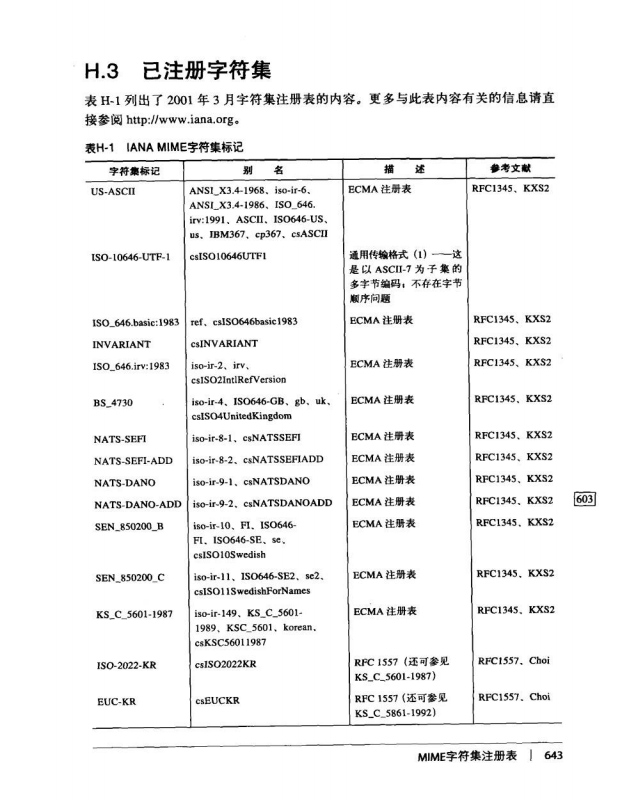 H.3 已注册字符集
表 H-1 列出了 2001 年 3 月字符集注册表的内容。更多与此表内容有关的信息请直
接参阅 http://www.iana.org。
表H-1 IANA MIME字符集标记
字符集标记 别 名 描 述 参考文献
US-ASCII ANSI_X3.4-1968、iso-ir-6、 ECMA 注册表 RFC1345、KXS2
ANSI_X3.4-1986、ISO_646.
irv:1991、ASCII、ISO646-US、
us、IBM367、cp367、csASCII
ISO-10646-UTF-1 csISO10646UTF1 通用传输格式（1）——这
是以 ASCII-7 为子集的
多字节编码；不存在字节
顺序问题
ISO_646.basic:1983 ref、csISO646basic1983 ECMA 注册表 RFC1345、KXS2
INVARIANT csINVARIANT RFC1345、KXS2
ISO_646.irv:1983 iso-ir-2、irv、 ECMA 注册表 RFC1345、KXS2
csISO2IntlRefVersion
BS_4730 iso-ir-4、ISO646-GB、gb、uk、 ECMA 注册表 RFC1345、KXS2
csISO4UnitedKingdom
NATS-SEFI iso-ir-8-1、csNATSSEFI ECMA 注册表 RFC1345、KXS2
NATS-SEFI-ADD iso-ir-8-2、csNATSSEFIADD ECMA 注册表 RFC1345、KXS2
NATS-DANO iso-ir-9-1、csNATSDANO ECMA 注册表 RFC1345、KXS2
NATS-DANO-ADD iso-ir-9-2、csNATSDANOADD ECMA 注册表 RFC1345、KXS2 603
SEN_850200_B iso-ir-10、FI、ISO646- ECMA 注册表 RFC1345、KXS2
FI、ISO646-SE、se、
csISO10Swedish
SEN_850200_C iso-ir-11、ISO646-SE2、se2、 ECMA 注册表 RFC1345、KXS2
csISO11SwedishForNames
KS_C_5601-1987 iso-ir-149、KS_C_5601- ECMA 注册表 RFC1345、KXS2
1989、KSC_5601、korean、
csKSC56011987
ISO-2022-KR csISO2022KR RFC 1557（还可参见 RFC1557、Choi
KS_C_5601-1987）
EUC-KR csEUCKR RFC 1557（还可参见 RFC1557、Choi
KS_C_5861-1992）
MIME字符集注册表 | 643